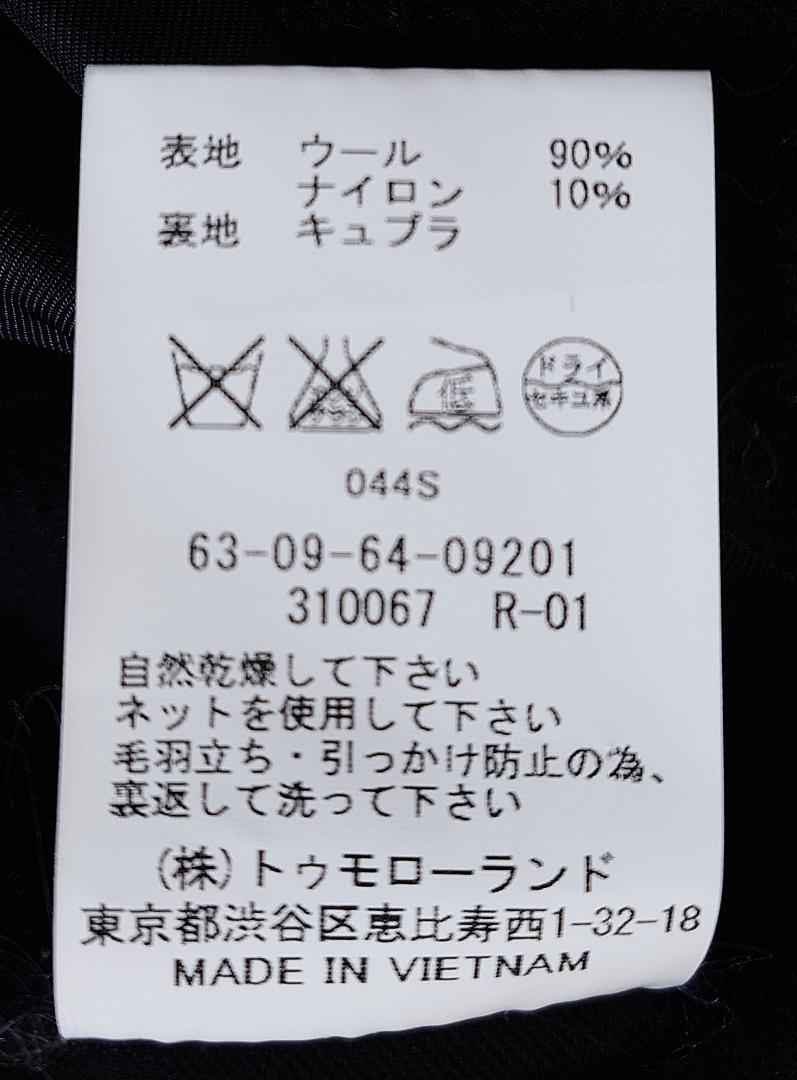 表地 ウール 90%
ナイロン 10%
裏地 キュプラ
低
ドライ
セキユ系
044S
63-09-64-09201
310067 R-01
自然乾燥して下さい
ネットを使用して下さい
毛羽立ち・引っかけ防止の為、
裏返して洗って下さい
(株)トゥモローランド
東京都渋谷区恵比寿西1-32-18
MADE IN VIETNAM